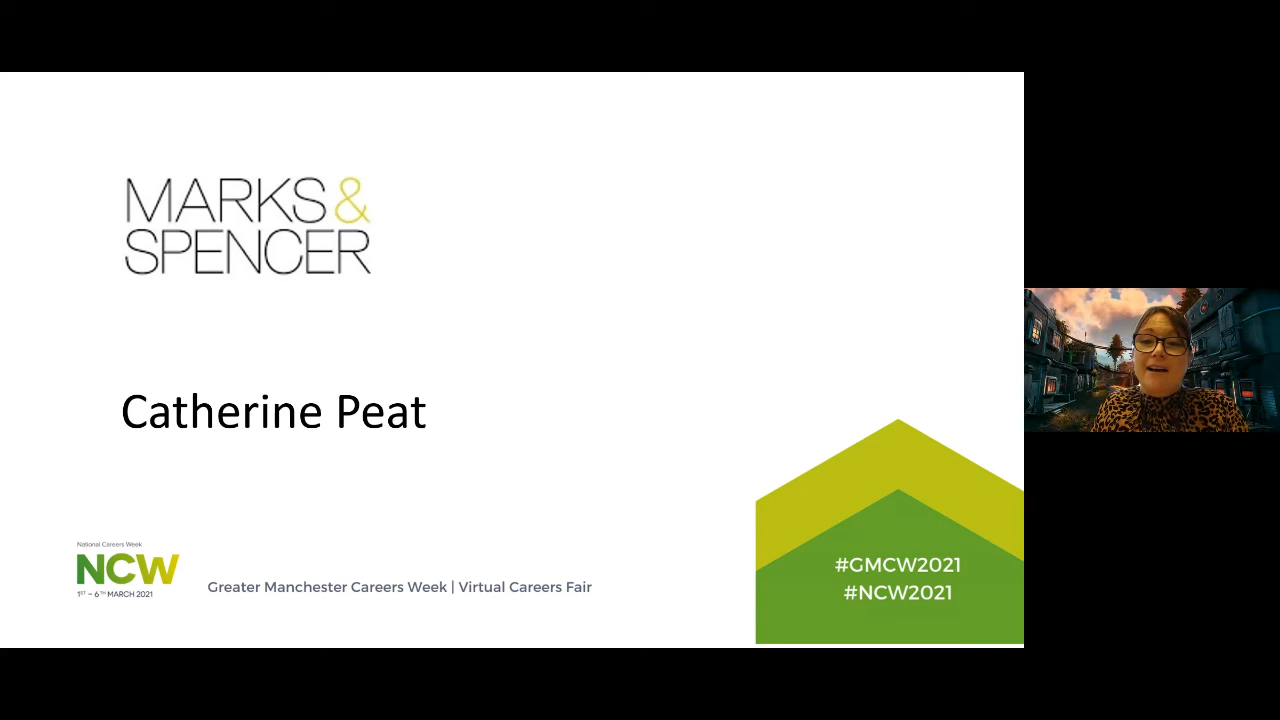 MARKS &
SPENCER
Catherine Peat
National Careers Week
NCW
1ST – 6TH MARCH 2021
Greater Manchester Careers Week | Virtual Careers Fair
#GMCW2021
#NCW2021